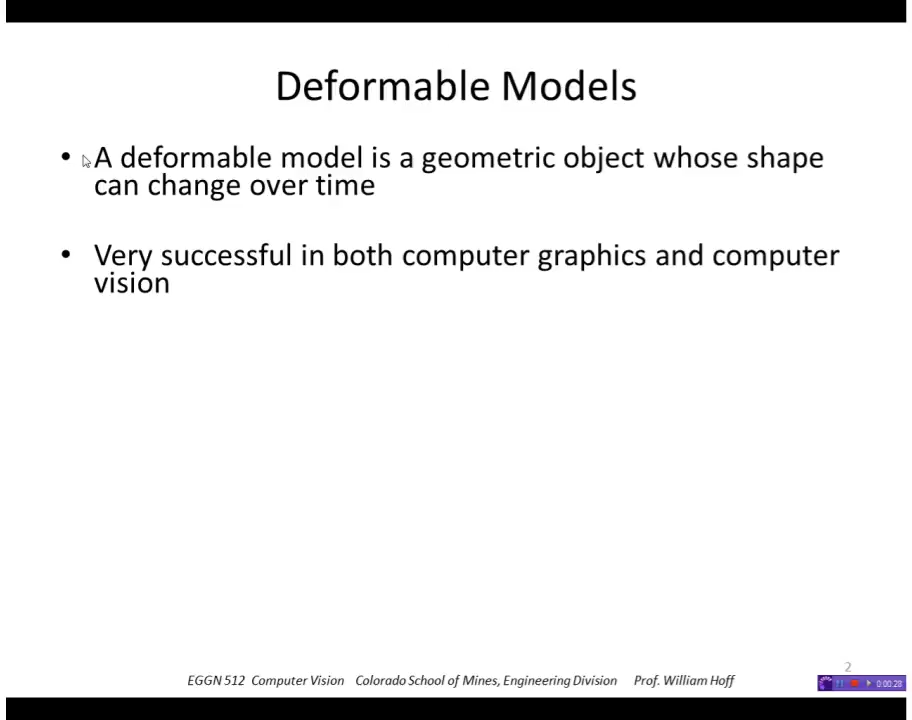 Deformable Models
• A deformable model is a geometric object whose shape
can change over time
• Very successful in both computer graphics and computer
vision
2
EGGN 512 Computer Vision Colorado School of Mines, Engineering Division Prof. William Hoff
0:00:28